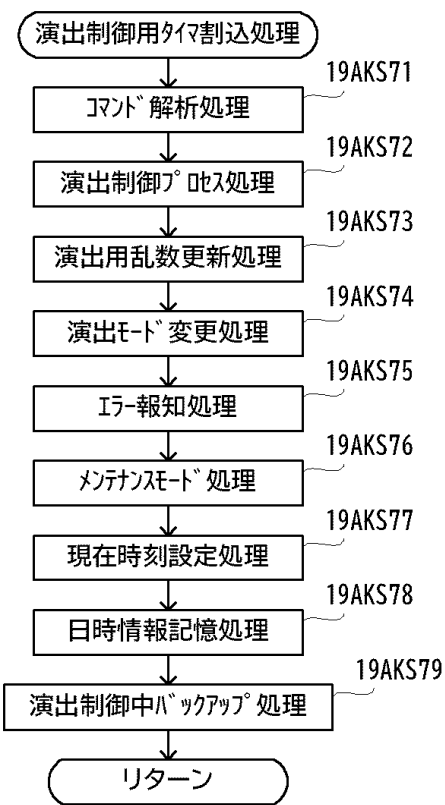 演出制御用ﾀｲﾏ割込処理
19AKS71
ｺﾏﾝﾄﾞ解析処理
19AKS72
演出制御ﾌﾟﾛｾｽ処理
19AKS73
演出用乱数更新処理
19AKS74
演出ﾓｰﾄﾞ変更処理
19AKS75
ｴﾗｰ報知処理
19AKS76
ﾒﾝﾃﾅﾝｽﾓｰﾄﾞ処理
19AKS77
現在時刻設定処理
19AKS78
日時情報記憶処理
19AKS79
演出制御中ﾊﾞｯｸｱｯﾌﾟ処理
リターン